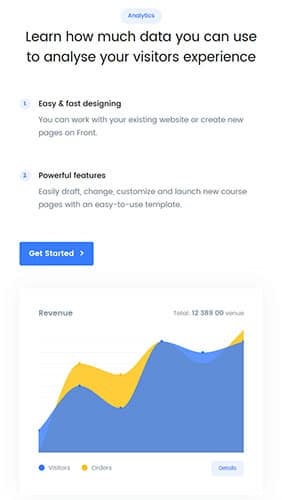 Analytics
Learn how much data you can use
to analyse your visitors experience
1. Easy & fast designing
You can work with your existing website or create new
pages on Front.
2. Powerful features
Easily draft, change, customize and launch new course
pages with an easy-to-use template.
Get Started
Revenue Total: 12 389 00 venue
Visitors Orders Details